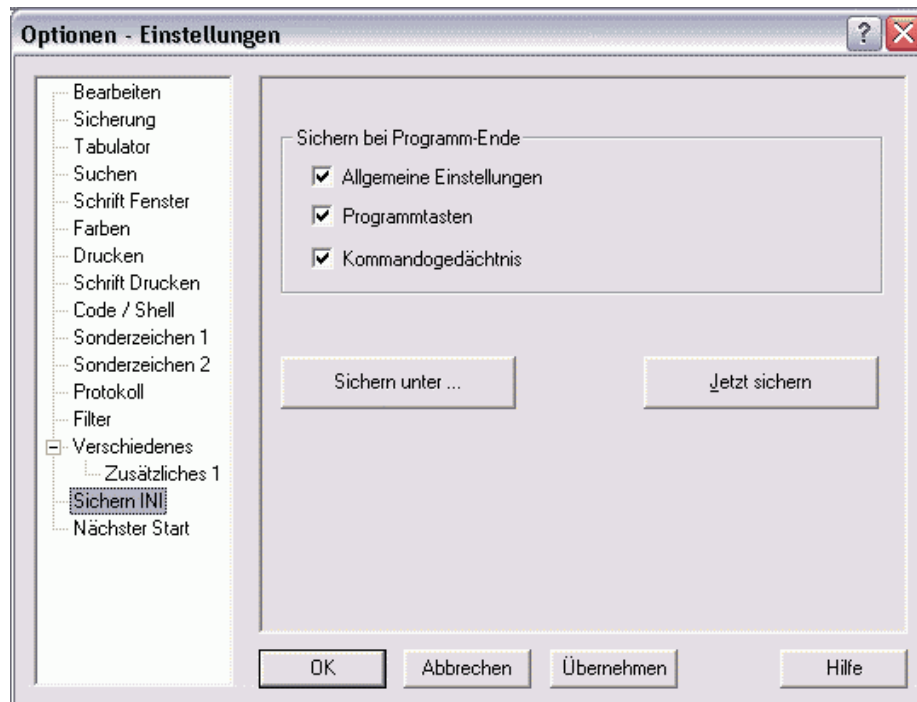 Optionen - Einstellungen
Bearbeiten
Sicherung
Tabulator
Suchen
Schrift Fenster
Farben
Drucken
Schrift Drucken
Code / Shell
Sonderzeichen 1
Sonderzeichen 2
Protokoll
Filter
Verschiedenes
Zusätzliches 1
Sichern INI
Nächster Start
Sichern bei Programm-Ende
Allgemeine Einstellungen
Programmtasten
Kommandogedächtnis
Sichern unter ...
Jetzt sichern
OK
Abbrechen
Übernehmen
Hilfe